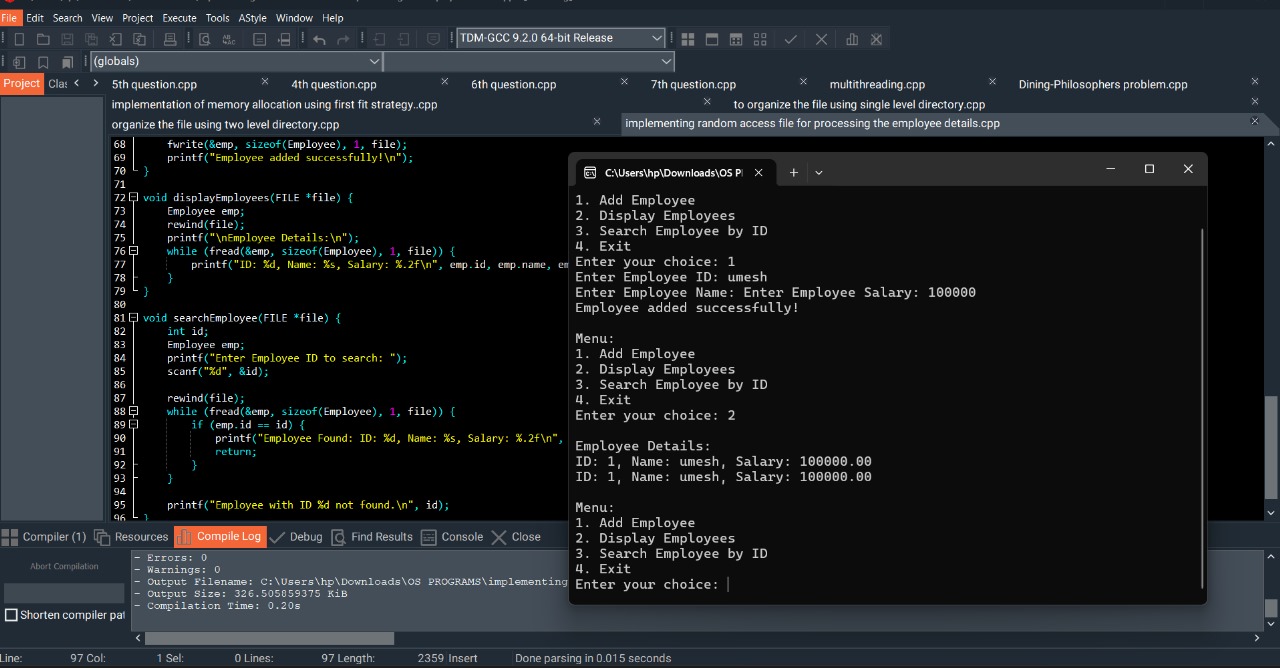 File Edit Search View Project Execute Tools AStyle Window Help
TDM-GCC 9.2.0 64-bit Release
(globals)
Project Clas
5th question.cpp 4th question.cpp 6th question.cpp 7th question.cpp multithreading.cpp Dining-Philosophers problem.cpp
implementation of memory allocation using first fit strategy..cpp to organize the file using single level directory.cpp
organize the file using two level directory.cpp implementing random access file for processing the employee details.cpp
68 fwrite(&emp, sizeof(Employee), 1, file);
69 printf("Employee added successfully!\n");
70 }
71
72 void displayEmployees(FILE *file) {
73 Employee emp;
74 rewind(file);
75 printf("\nEmployee Details:\n");
76 while (fread(&emp, sizeof(Employee), 1, file)) {
77 printf("ID: %d, Name: %s, Salary: %.2f\n", emp.id, emp.name, em
78 }
79 }
80
81 void searchEmployee(FILE *file) {
82 int id;
83 Employee emp;
84 printf("Enter Employee ID to search: ");
85 scanf("%d", &id);
86
87 rewind(file);
88 while (fread(&emp, sizeof(Employee), 1, file)) {
89 if (emp.id == id) {
90 printf("Employee Found: ID: %d, Name: %s, Salary: %.2f\n",
91 return;
92 }
93 }
94
95 printf("Employee with ID %d not found.\n", id);
96 }
C:\Users\hp\Downloads\OS P
1. Add Employee
2. Display Employees
3. Search Employee by ID
4. Exit
Enter your choice: 1
Enter Employee ID: umesh
Enter Employee Name: Enter Employee Salary: 100000
Employee added successfully!
Menu:
1. Add Employee
2. Display Employees
3. Search Employee by ID
4. Exit
Enter your choice: 2
Employee Details:
ID: 1, Name: umesh, Salary: 100000.00
ID: 1, Name: umesh, Salary: 100000.00
Menu:
1. Add Employee
2. Display Employees
3. Search Employee by ID
4. Exit
Enter your choice:
Compiler (1) Resources Compile Log Debug Find Results Console Close
Abort Compilation
Shorten compiler pat
- Errors: 0
- Warnings: 0
- Output Filename: C:\Users\hp\Downloads\OS PROGRAMS\implementing
- Output Size: 326.505859375 KiB
- Compilation Time: 0.20s
Line: 97 Col: 1 Sel: 0 Lines: 97 Length: 2359 Insert Done parsing in 0.015 seconds